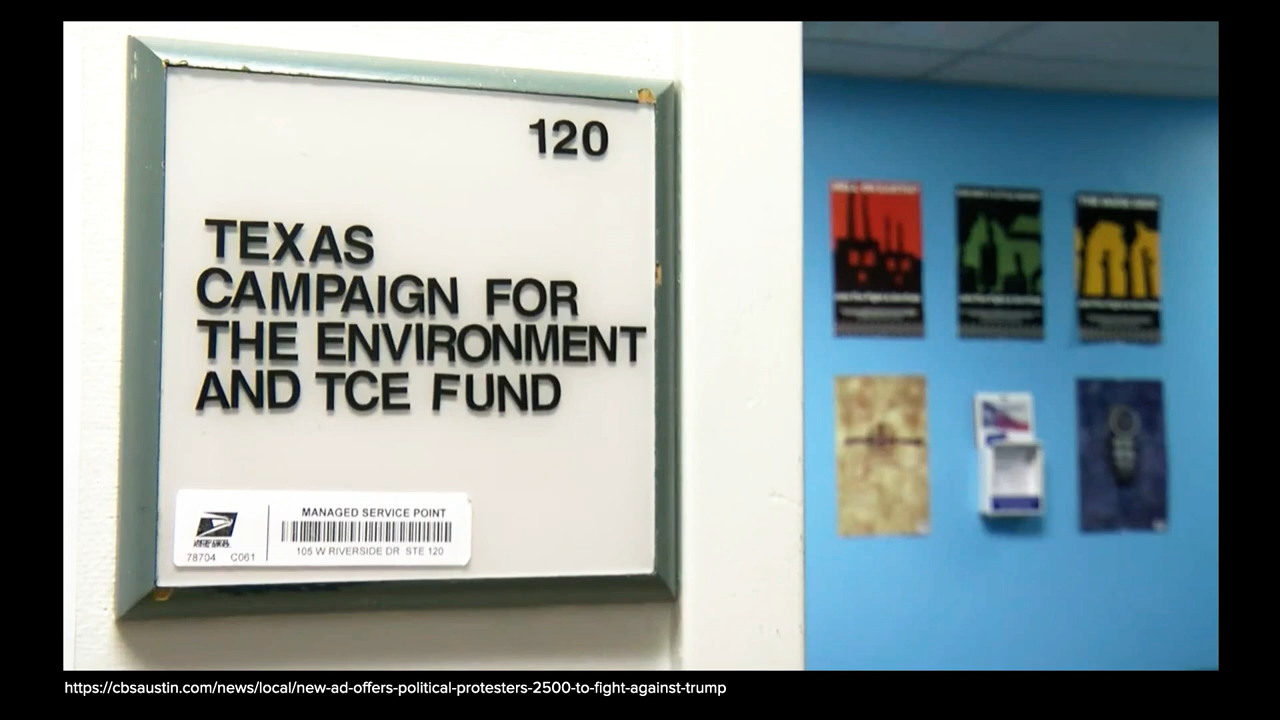 120
TEXAS
CAMPAIGN FOR
THE ENVIRONMENT
AND TCE FUND
MANAGED SERVICE POINT
105 W RIVERSIDE DR STE 120
78704 C061
https://cbsaustin.com/news/local/new-ad-offers-political-protesters-2500-to-fight-against-trump